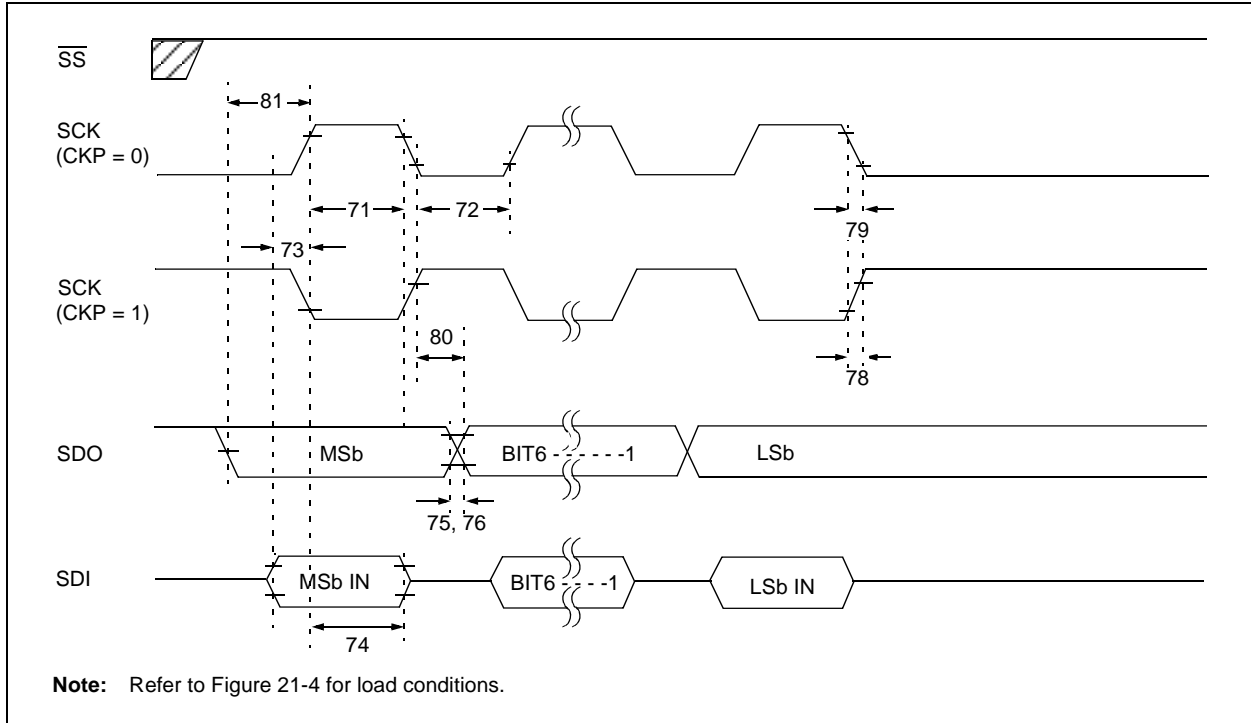 SS
81
SCK
(CKP = 0)
71
72
79
73
SCK
(CKP = 1)
80
78
SDO
MSb
BIT6 - - - - - -1
LSb
75, 76
SDI
MSb IN
BIT6 - - - - -1
LSb IN
74
Note: Refer to Figure 21-4 for load conditions.